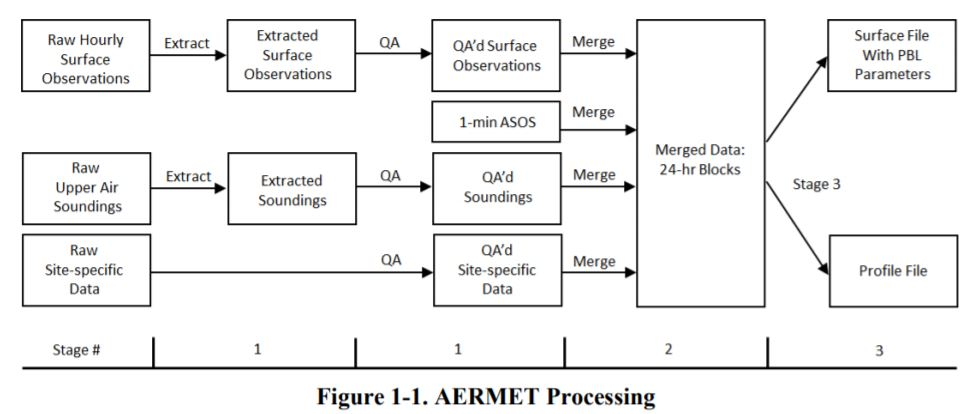 Raw Hourly
Surface
Observations
Extract
Extracted
Surface
Observations
QA
QA'd Surface
Observations
Merge
Surface File
With PBL
Parameters
1-min ASOS
Merge
Merged Data:
24-hr Blocks
Raw
Upper Air
Soundings
Extract
Extracted
Soundings
QA
QA'd
Soundings
Merge
Stage 3
Raw
Site-specific
Data
QA
QA'd
Site-specific
Data
Merge
Profile File
Stage # 1 1 2 3
Figure 1-1. AERMET Processing